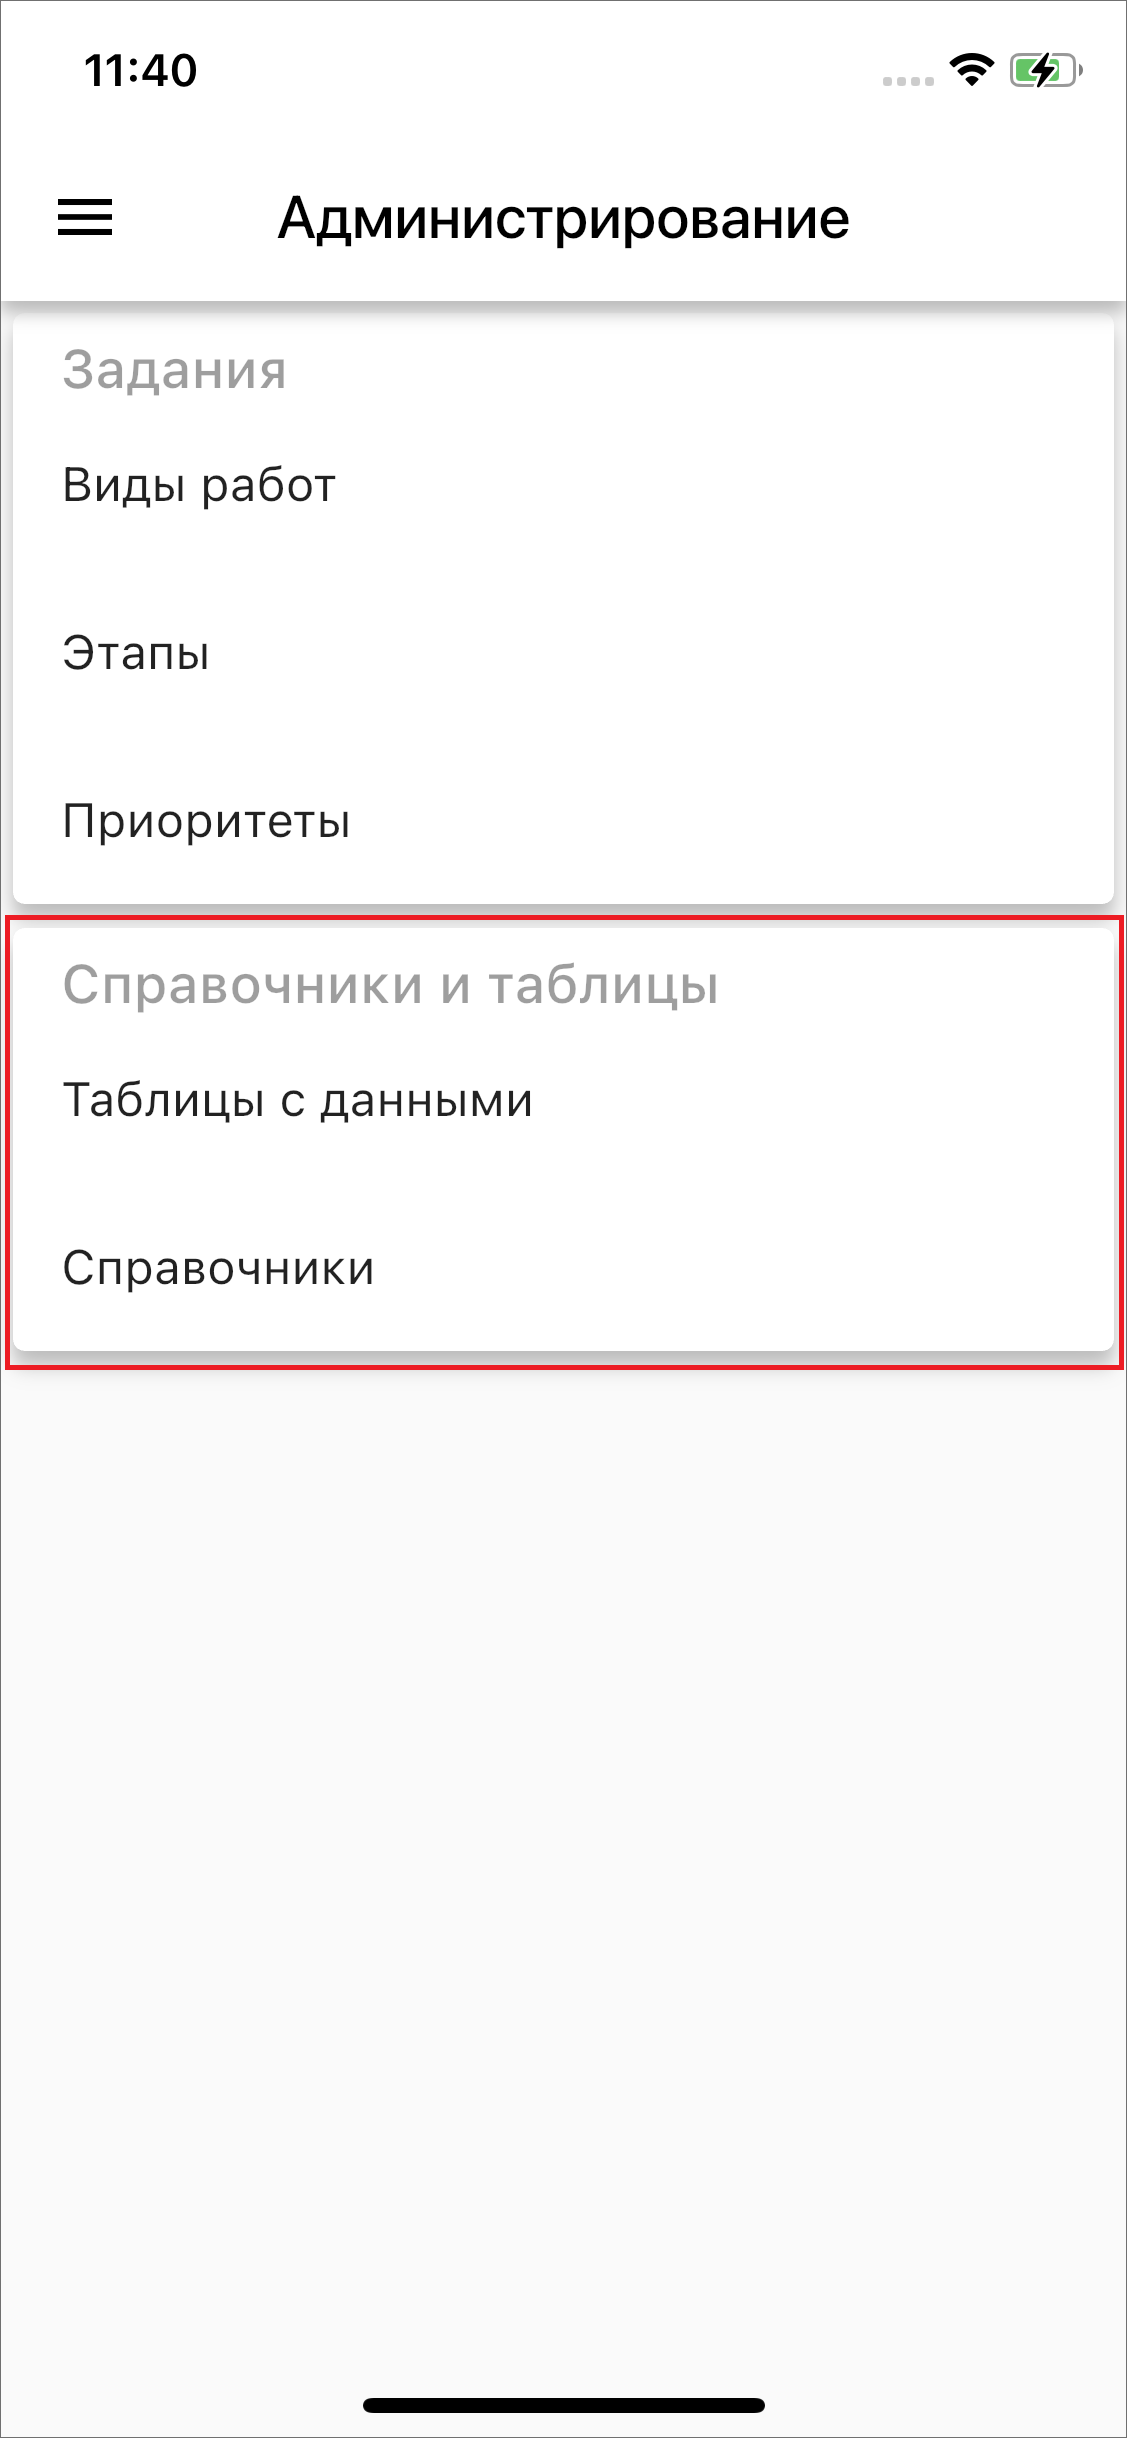 11:40
Администрирование
Задания
Виды работ
Этапы
Приоритеты
Справочники и таблицы
Таблицы с данными
Справочники